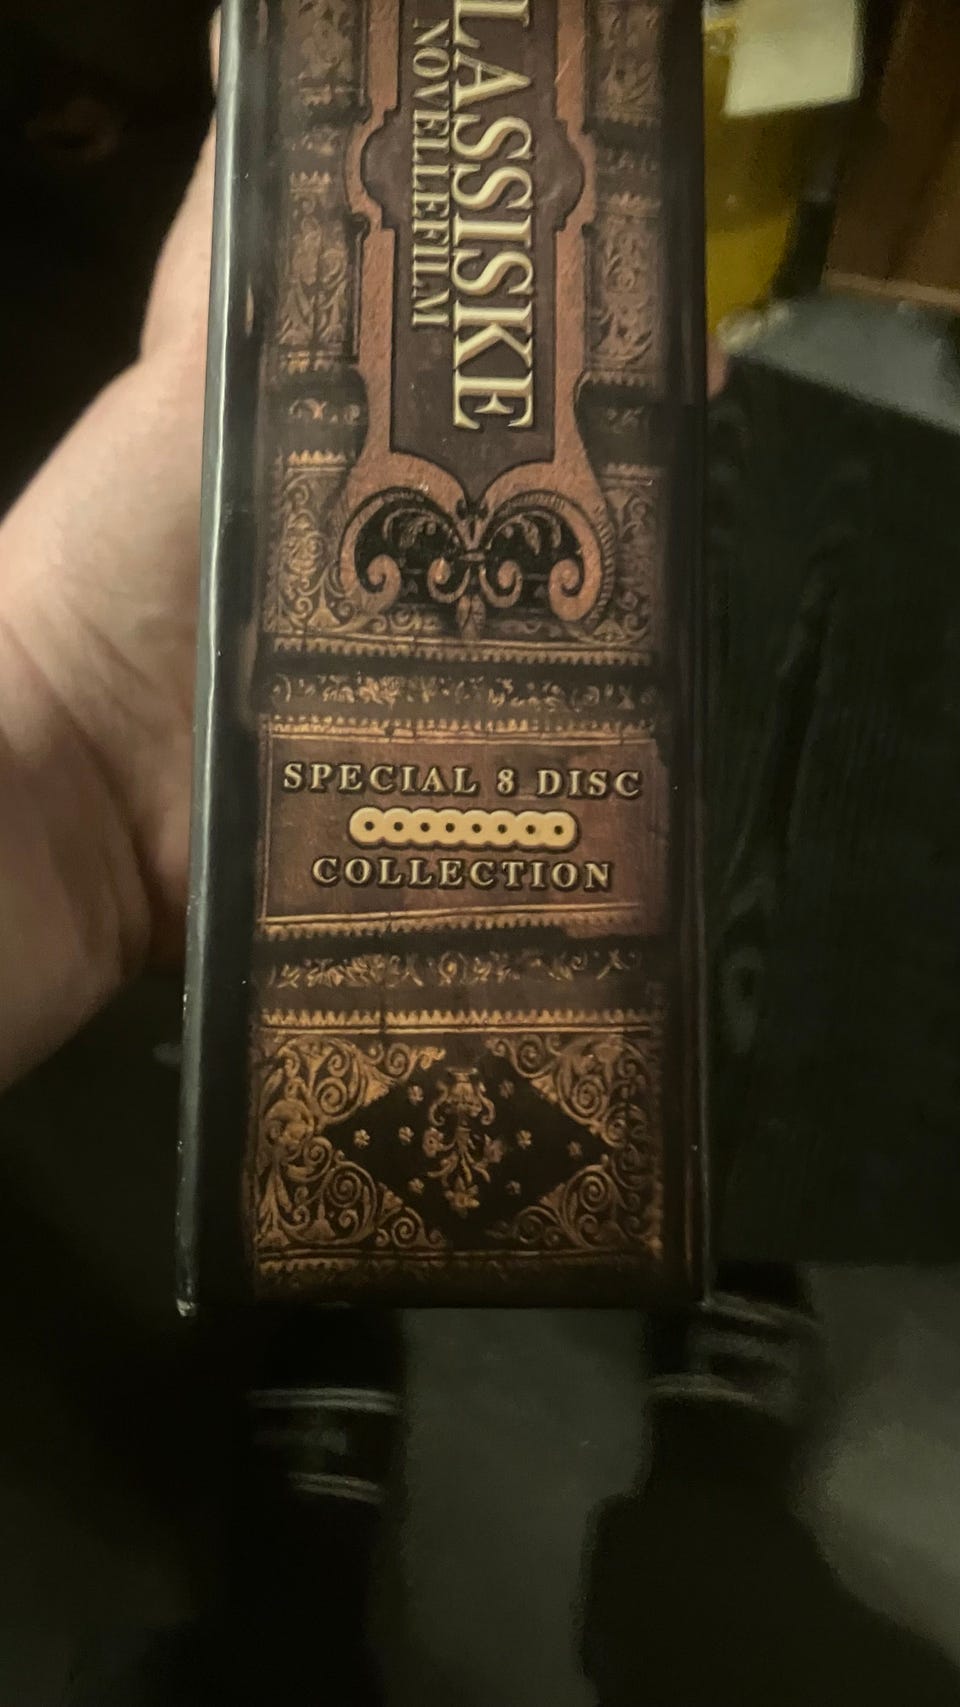 LASSISKE
NOVELLEFILM
SPECIAL 8 DISC
COLLECTION